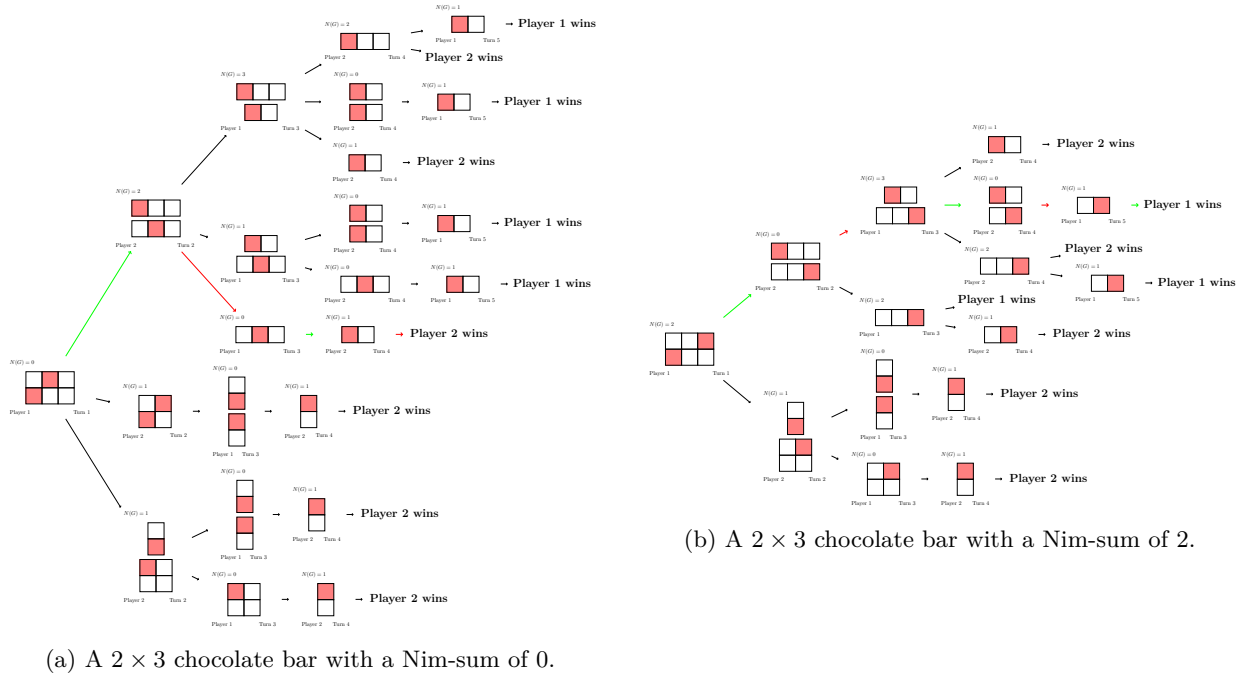 N(G) = 1
N(G) = 2
Player 1 wins
Player 1 Turn 5
Player 2 Turn 4
Player 2 wins
N(G) = 3
N(G) = 0
N(G) = 1
Player 1 wins
Player 1 Turn 5
Player 1 Turn 3
Player 2 Turn 4
N(G) = 1
Player 2 wins
Player 2 Turn 4
N(G) = 2
N(G) = 0
N(G) = 1
Player 1 wins
N(G) = 1
Player 1 Turn 5
Player 2 Turn 2
Player 2 Turn 4
N(G) = 0
N(G) = 1
Player 1 Turn 3
Player 1 wins
Player 2 Turn 4
Player 1 Turn 5
N(G) = 0
N(G) = 1
Player 2 wins
Player 1 Turn 3
Player 2 Turn 4
N(G) = 0
N(G) = 0
N(G) = 1
N(G) = 1
Player 2 wins
Player 1 Turn 1
Player 2 Turn 2
Player 2 Turn 4
Player 1 Turn 3
N(G) = 0
N(G) = 1
N(G) = 1
Player 2 wins
Player 2 Turn 4
Player 1 Turn 3
N(G) = 0
N(G) = 1
Player 2 wins
Player 2 Turn 2
Player 1 Turn 3
Player 2 Turn 4
(a) A 2 × 3 chocolate bar with a Nim-sum of 0.
N(G) = 1
Player 2 wins
Player 2 Turn 4
N(G) = 3
N(G) = 0
N(G) = 1
Player 1 wins
Player 1 Turn 5
Player 1 Turn 3
Player 2 Turn 4
N(G) = 0
N(G) = 2
Player 2 wins
N(G) = 1
Player 2 Turn 4
Player 1 wins
Player 2 Turn 2
Player 1 Turn 5
N(G) = 2
Player 1 wins
N(G) = 1
N(G) = 2
Player 1 Turn 3
Player 2 wins
Player 2 Turn 4
N(G) = 0
Player 1 Turn 1
N(G) = 1
N(G) = 1
Player 2 wins
Player 2 Turn 4
Player 1 Turn 3
N(G) = 0
N(G) = 1
Player 2 wins
Player 2 Turn 2
Player 1 Turn 3
Player 2 Turn 4
(b) A 2 × 3 chocolate bar with a Nim-sum of 2.